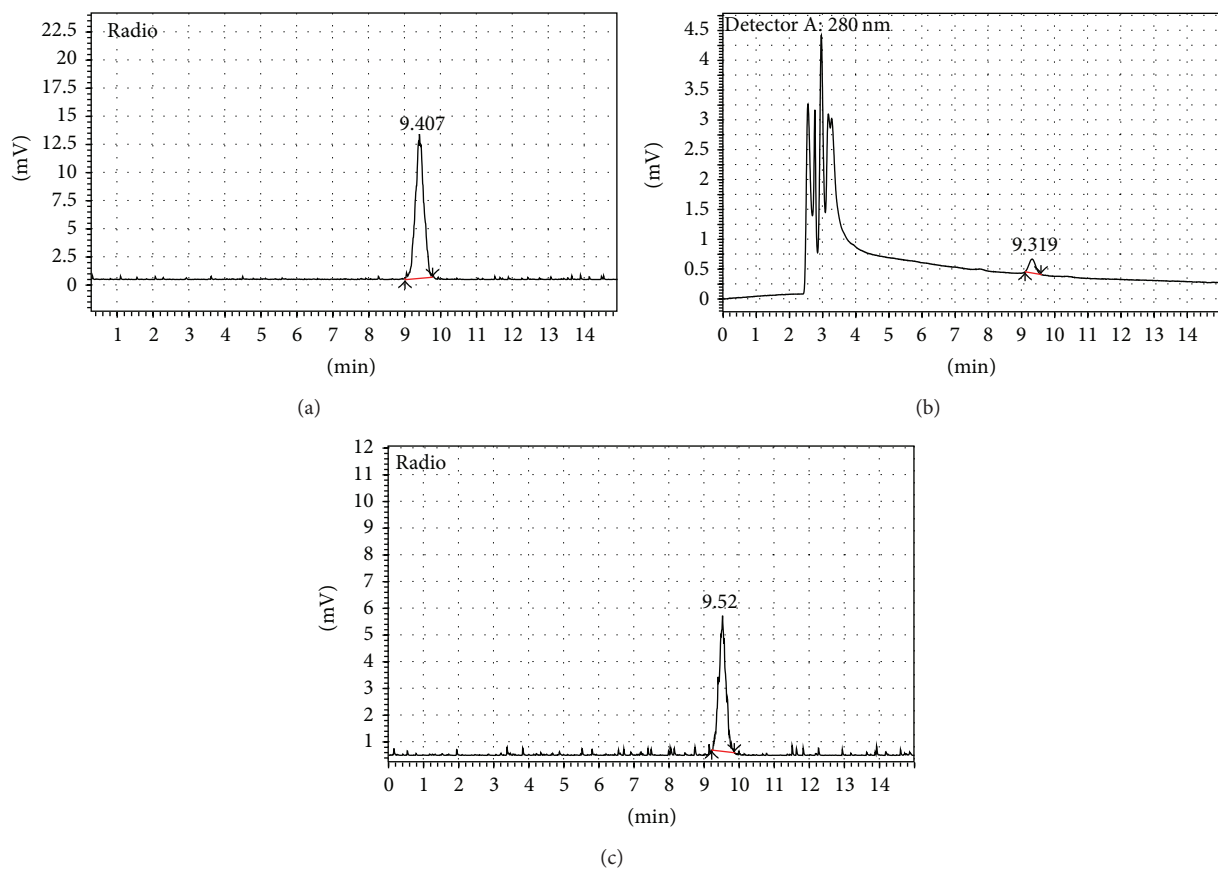 Radio
22.5
20
17.5
15
12.5
10
7.5
5
2.5
0
(mV)
9.407
1 2 3 4 5 6 7 8 9 10 11 12 13 14
(min)
(a)
Detector A: 280 nm
4.5
4
3.5
3
2.5
2
1.5
1
0.5
0
(mV)
9.319
0 1 2 3 4 5 6 7 8 9 10 11 12 13 14
(min)
(b)
Radio
12
11
10
9
8
7
6
5
4
3
2
1
(mV)
9.52
0 1 2 3 4 5 6 7 8 9 10 11 12 13 14
(min)
(c)